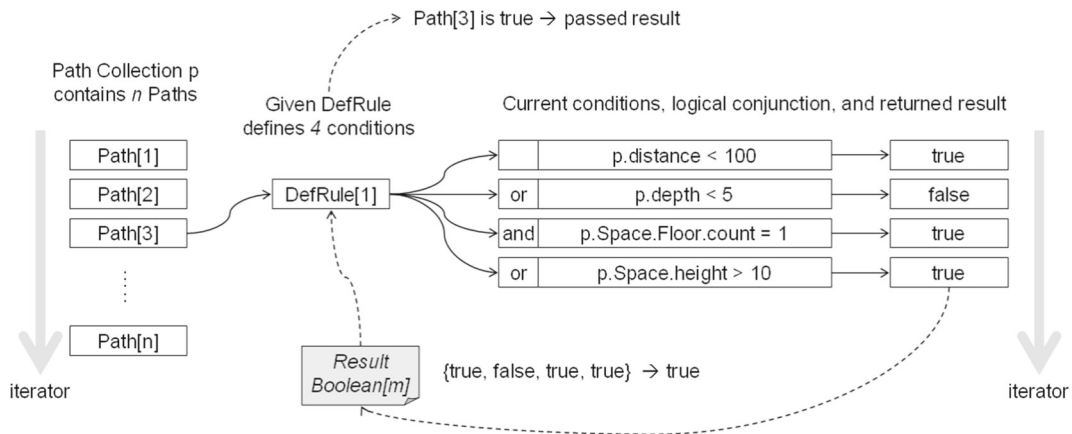 Path[3] is true → passed result
Path Collection p
contains n Paths
Given DefRule
defines 4 conditions
Current conditions, logical conjunction, and returned result
Path[1]
Path[2]
Path[3]
Path[n]
iterator
DefRule[1]
p.distance < 100
true
or
p.depth < 5
false
and
p.Space.Floor.count = 1
true
or
p.Space.height > 10
true
Result
Boolean[m]
{true, false, true, true} → true
iterator